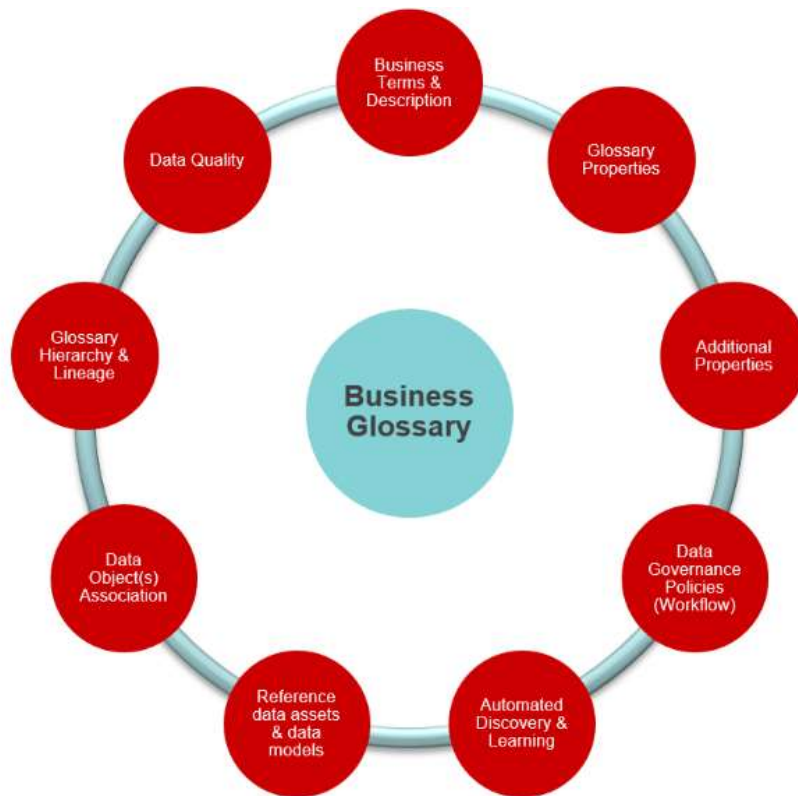 Business
Terms &
Description
Glossary
Properties
Additional
Properties
Data
Governance
Policies
(Workflow)
Automated
Discovery &
Learning
Reference
data assets
& data
models
Data
Object(s)
Association
Glossary
Hierarchy &
Lineage
Data Quality
Business
Glossary